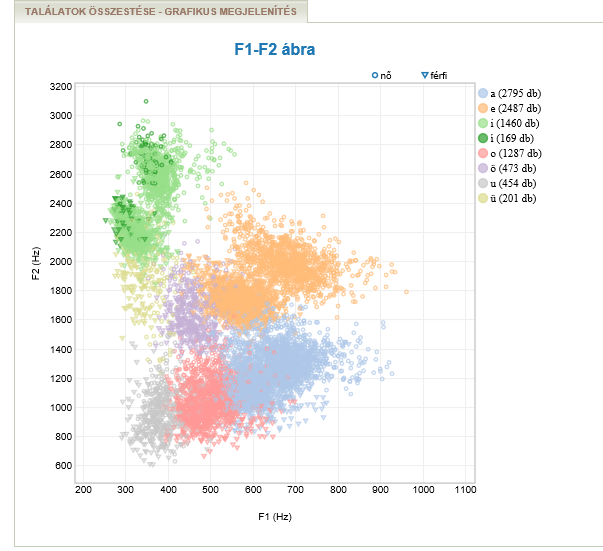 TALÁLATOK ÖSSZESTÉSE - GRAFIKUS MEGJELENÍTÉS
F1-F2 ábra
nő
férfi
3200
3000
2800
2600
2400
2200
2000
1800
1600
1400
1200
1000
800
600
F2 (Hz)
a (2795 db)
e (2487 db)
i (1460 db)
í (169 db)
o (1287 db)
ö (473 db)
u (454 db)
ü (201 db)
200 300 400 500 600 700 800 900 1000 1100
F1 (Hz)